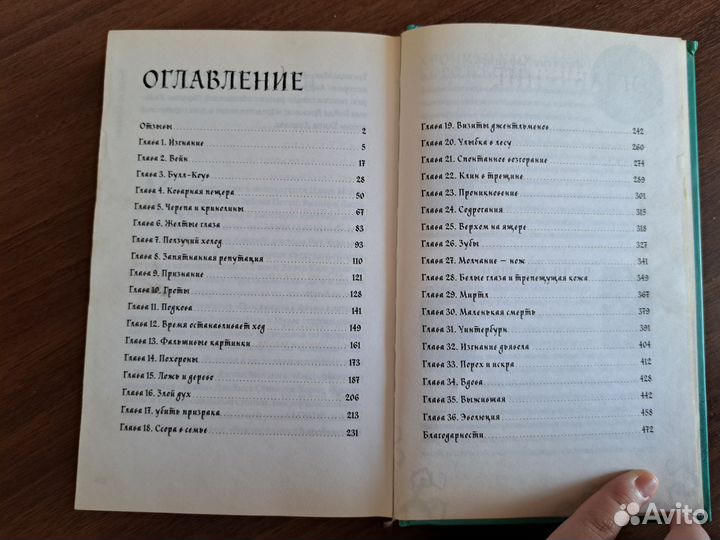 ОГЛАВЛЕНИЕ
Отзывы 2
Глава 1. Изгнание 5
Глава 2. Вейн 17
Глава 3. Булл-Коув 28
Глава 4. Коварная пещера 50
Глава 5. Черепа и кринолины 67
Глава 6. Желтые глаза 83
Глава 7. Ползучий холод 93
Глава 8. Запятнанная репутация 110
Глава 9. Признание 121
Глава 10. Гроты 128
Глава 11. Подкова 141
Глава 12. Время останавливает ход 149
Глава 13. Фальшивые картинки 161
Глава 14. Похороны 173
Глава 15. Ложь и дерево 187
Глава 16. Злой дух 206
Глава 17. убить призрака 213
Глава 18. Ссора в семье 231
Глава 19. Визиты джентльменов 242
Глава 20. Улыбка в лесу 260
Глава 21. Спонтанное возгорание 274
Глава 22. Клин в трещине 289
Глава 23. Проникновение 301
Глава 24. Содрогания 315
Глава 25. Верхом на ящере 318
Глава 26. Зубы 327
Глава 27. Молчание — нож 341
Глава 28. Белые глаза и трепещущая кожа 349
Глава 29. Миртл 367
Глава 30. Маленькая смерть 379
Глава 31. Уинтербурн 391
Глава 32. Изгнание дьявола 404
Глава 33. Порох и искра 412
Глава 34. Вдова 428
Глава 35. Выжившая 442
Глава 36. Эволюция 458
Благодарности 472
Avito